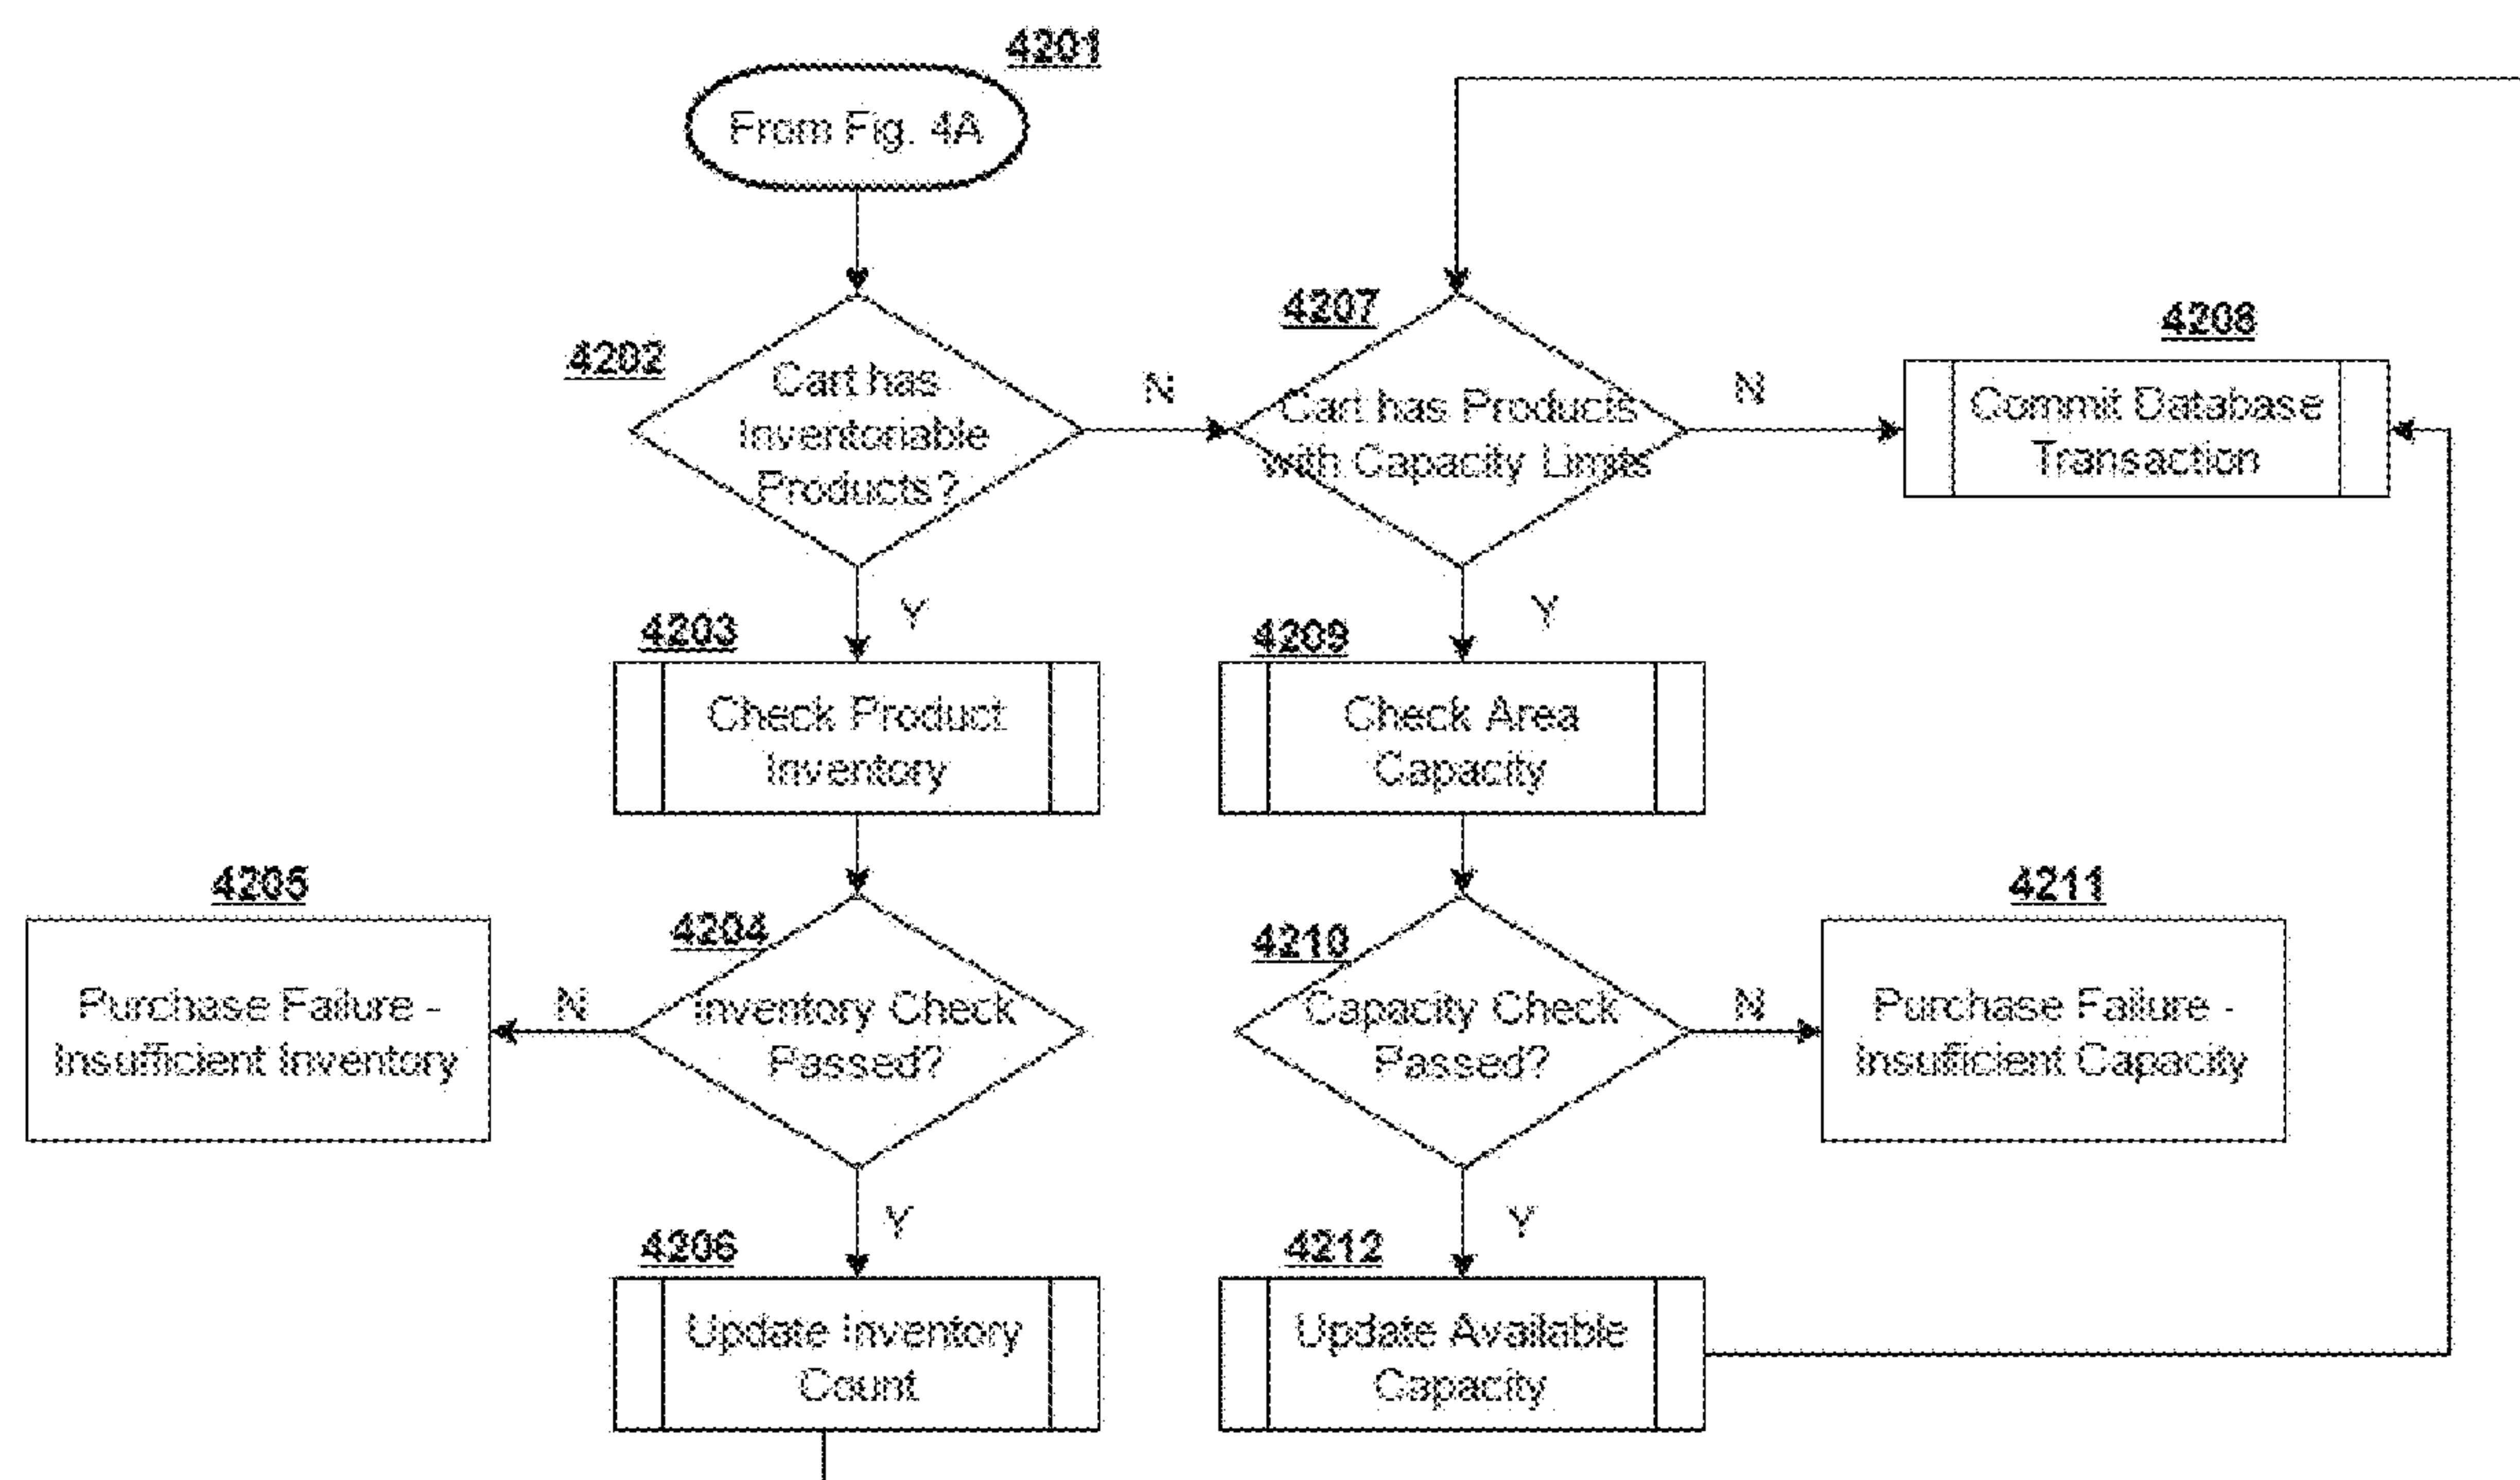 4201
From Fig. 4A
4202
Cart has
Inventoriable
Products?
N
4207
Cart has Products
with Capacity Limits
N
4208
Commit Database
Transaction
Y
Y
4203
Check Product
Inventory
4209
Check Area
Capacity
4205
Purchase Failure -
Insufficient Inventory
N
4204
Inventory Check
Passed?
4210
Capacity Check
Passed?
N
4211
Purchase Failure -
Insufficient Capacity
Y
Y
4206
Update Inventory
Count
4212
Update Available
Capacity